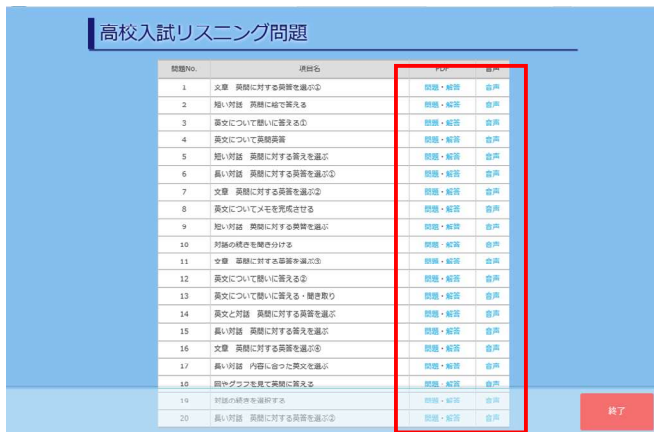 高校入試リスニング問題
問題No. 項目名 PDF 音声
1 文章 英問に対する英答を選ぶ① 問題・解答 音声
2 短い対話 英問に絵で答える 問題・解答 音声
3 英文について問いに答える① 問題・解答 音声
4 英文について英問英答 問題・解答 音声
5 短い対話 英問に対する答えを選ぶ 問題・解答 音声
6 長い対話 英問に対する英答を選ぶ① 問題・解答 音声
7 文章 英問に対する英答を選ぶ② 問題・解答 音声
8 英文についてメモを完成させる 問題・解答 音声
9 短い対話 英問に対する英答を選ぶ 問題・解答 音声
10 対話の続きを聞き分ける 問題・解答 音声
11 文章 英問に対する英答を選ぶ③ 問題・解答 音声
12 英文について問いに答える② 問題・解答 音声
13 英文について問いに答える・聞き取り 問題・解答 音声
14 英文と対話 英問に対する英答を選ぶ 問題・解答 音声
15 長い対話 英問に対する答えを選ぶ 問題・解答 音声
16 文章 英問に対する英答を選ぶ④ 問題・解答 音声
17 長い対話 内容に合った英文を選ぶ 問題・解答 音声
18 図やグラフを見て英問に答える 問題・解答 音声
19 対話の続きを選択する 問題・解答 音声
20 長い対話 英問に対する英答を選ぶ② 問題・解答 音声
終了